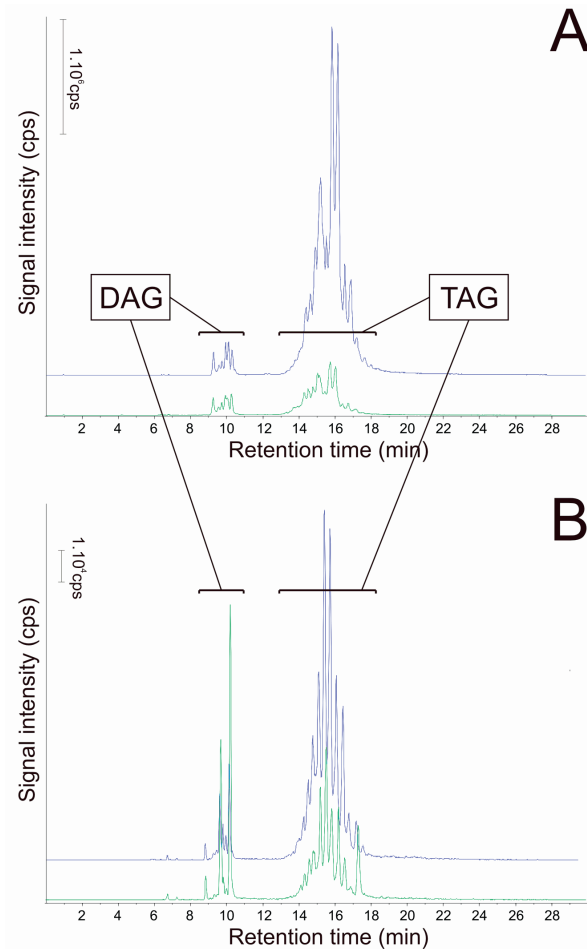 A
1.10⁶cps
Signal intensity (cps)
DAG
TAG
2 4 6 8 10 12 14 16 18 20 22 24 26 28
Retention time (min)
B
1.10⁴cps
Signal intensity (cps)
2 4 6 8 10 12 14 16 18 20 22 24 26 28
Retention time (min)